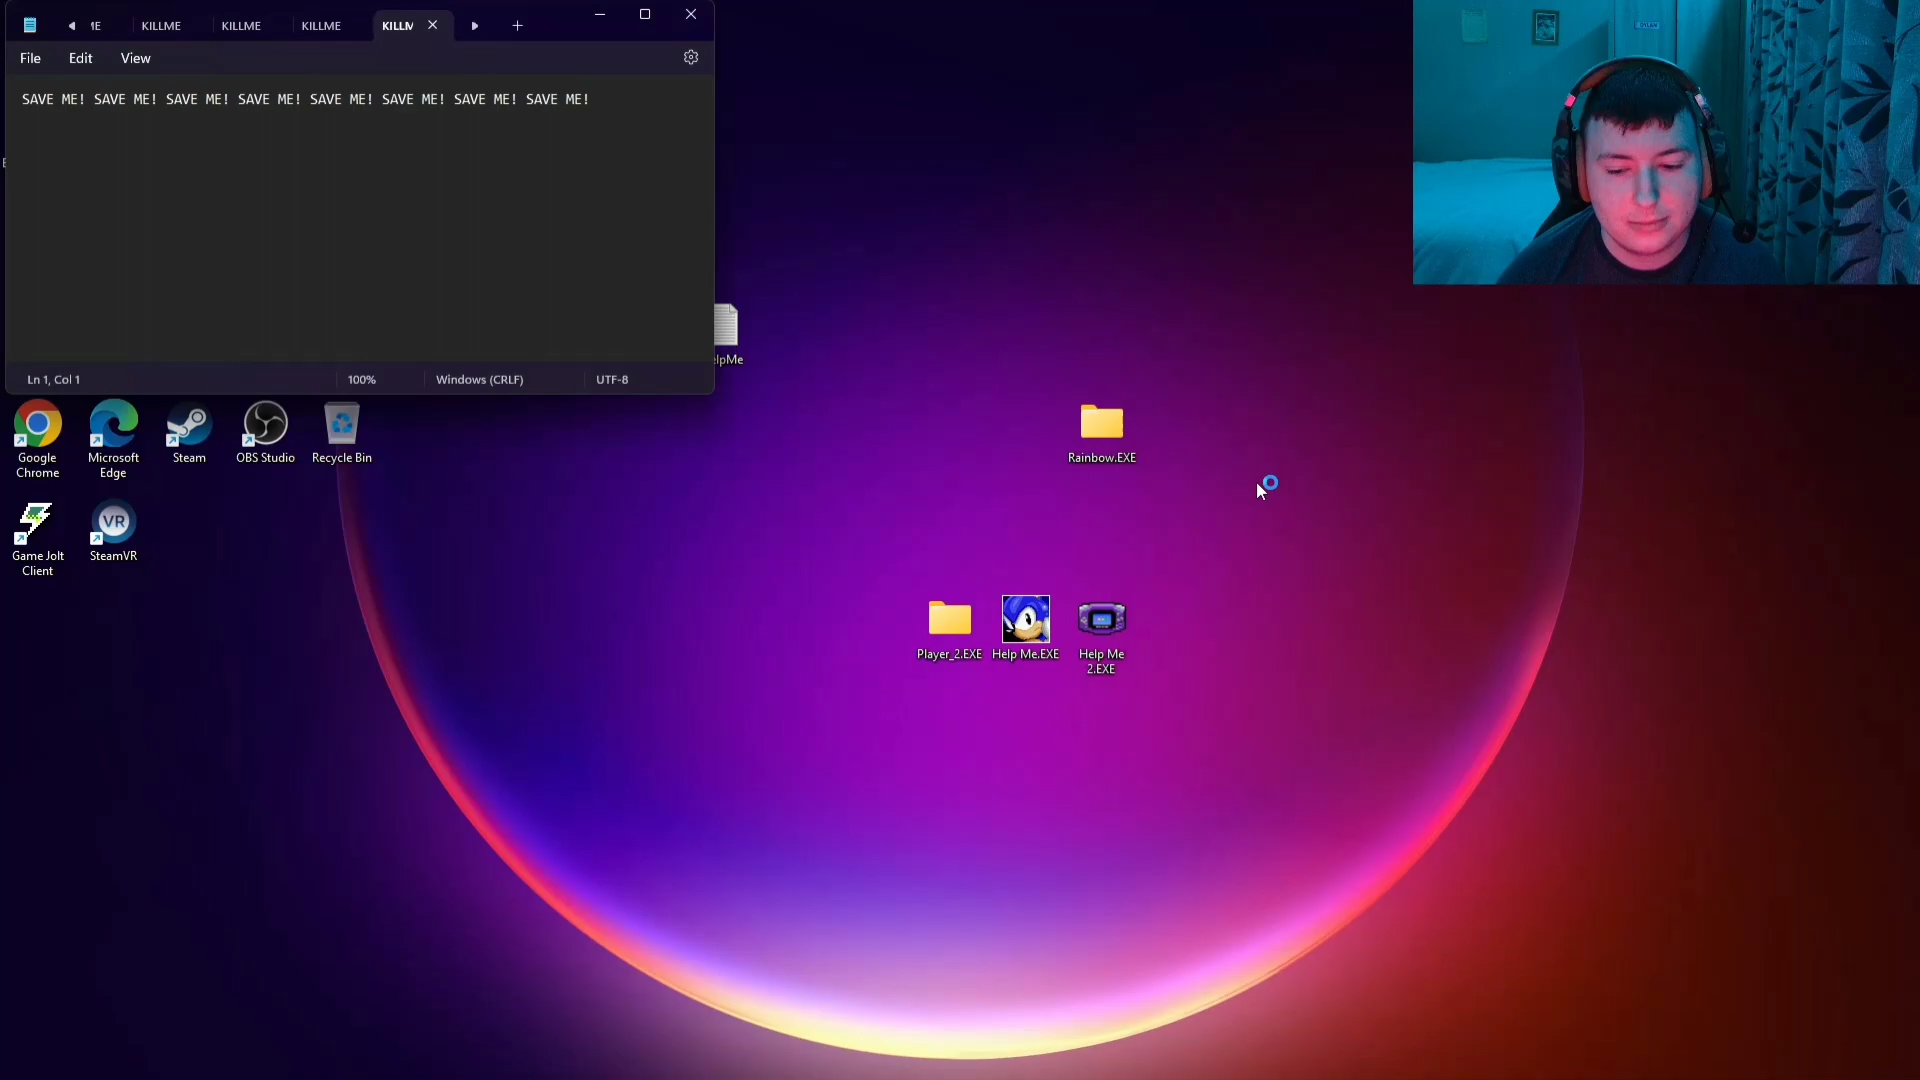 KILLME
KILLME
KILLME
File
Edit
View
SAVE ME! SAVE ME! SAVE ME! SAVE ME! SAVE ME! SAVE ME! SAVE ME! SAVE ME!
Ln 1, Col 1
100%
Windows (CRLF)
UTF-8
lpMe
Google
Chrome
Microsoft
Edge
Steam
OBS Studio
Recycle Bin
Game Jolt
Client
VR
SteamVR
Rainbow.EXE
Player_2.EXE
Help Me.EXE
Help Me
2.EXE